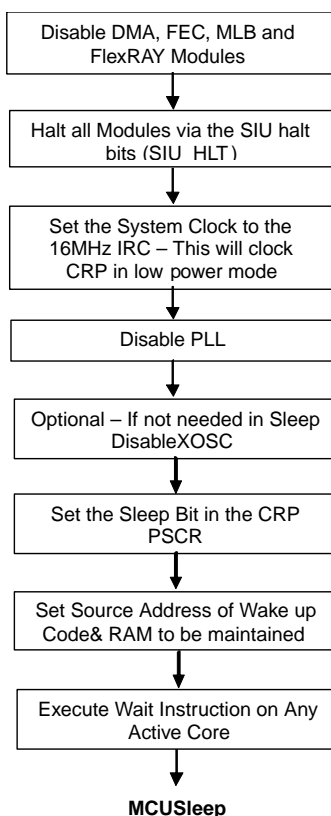 Disable DMA, FEC, MLB and
FlexRAY Modules
Halt all Modules via the SIU halt
bits (SIU_HLT)
Set the System Clock to the
16MHz IRC – This will clock
CRP in low power mode
Disable PLL
Optional – If not needed in Sleep
DisableXOSC
Set the Sleep Bit in the CRP
PSCR
Set Source Address of Wake up
Code& RAM to be maintained
Execute Wait Instruction on Any
Active Core
MCUSleep